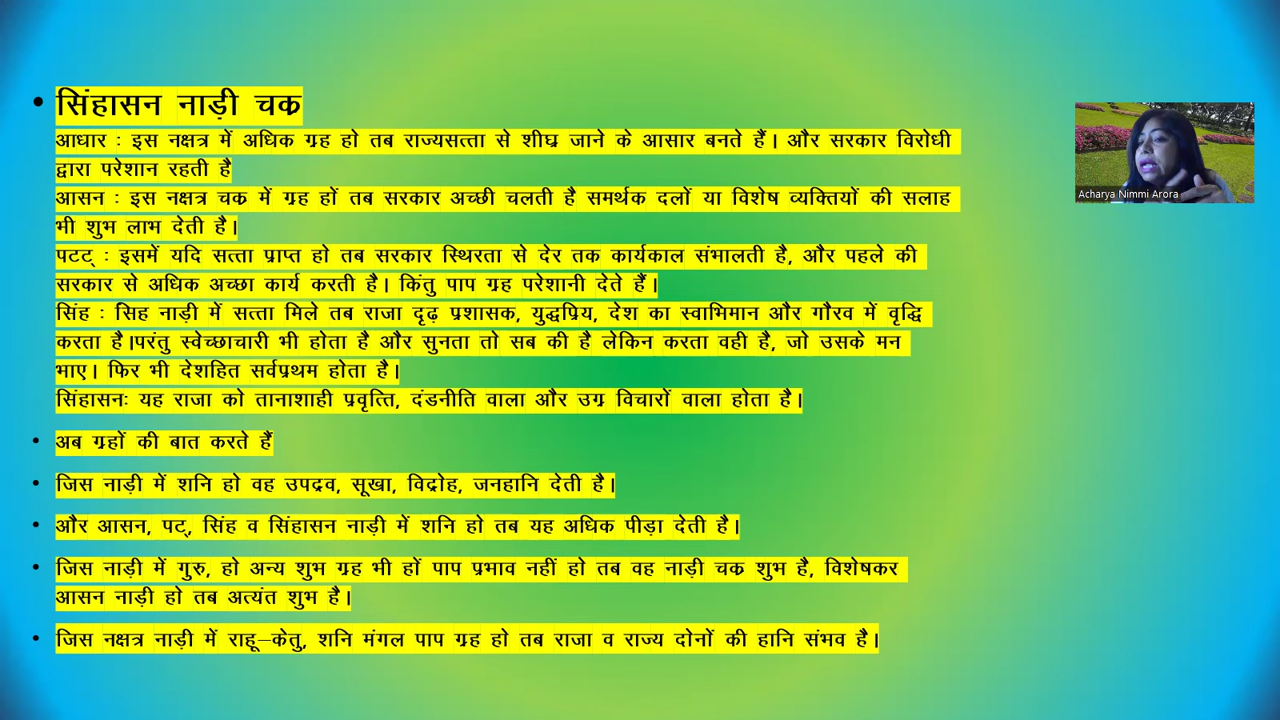 • सिंहासन नाड़ी चक्र
आधार : इस नक्षत्र में अधिक ग्रह हो तब राज्यसत्ता से शीघ्र जाने के आसार बनते हैं। और सरकार विरोधी
द्वारा परेशान रहती है
आसन : इस नक्षत्र चक्र में ग्रह हों तब सरकार अच्छी चलती है समर्थक दलों या विशेष व्यक्तियों की सलाह
भी शुभ लाभ देती है।
पटट् : इसमें यदि सत्ता प्राप्त हो तब सरकार स्थिरता से देर तक कार्यकाल संभालती है, और पहले की
सरकार से अधिक अच्छा कार्य करती है। किंतु पाप ग्रह परेशानी देते हैं।
सिंह : सिंह नाड़ी में सत्ता मिले तब राजा दृढ़ प्रशासक, युद्धप्रिय, देश का स्वाभिमान और गौरव में वृद्धि
करता है।परंतु स्वेच्छाचारी भी होता है और सुनता तो सब की है लेकिन करता वही है, जो उसके मन
भाए। फिर भी देशहित सर्वप्रथम होता है।
सिंहासनः यह राजा को तानाशाही प्रवृत्ति, दंडनीति वाला और उग्र विचारों वाला होता है।
• अब ग्रहों की बात करते हैं
• जिस नाड़ी में शनि हो वह उपद्रव, सूखा, विद्रोह, जनहानि देती है।
• और आसन, पट्, सिंह व सिंहासन नाड़ी में शनि हो तब यह अधिक पीड़ा देती है।
• जिस नाड़ी में गुरु, हो अन्य शुभ ग्रह भी हों पाप प्रभाव नहीं हो तब वह नाड़ी चक्र शुभ है, विशेषकर
आसन नाड़ी हो तब अत्यंत शुभ है।
• जिस नक्षत्र नाड़ी में राहू–केतु, शनि मंगल पाप ग्रह हो तब राजा व राज्य दोनों की हानि संभव है।
Acharya Nimmi Arora